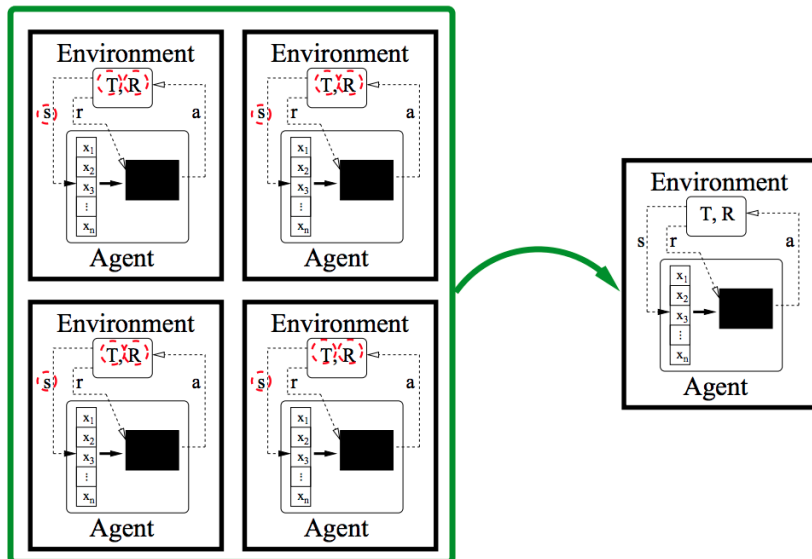 Environment
T, R
s
r
a
x1
x2
x3
⋮
xn
Agent
Environment
T, R
s
r
a
x1
x2
x3
⋮
xn
Agent
Environment
T, R
s
r
a
x1
x2
x3
⋮
xn
Agent
Environment
T, R
s
r
a
x1
x2
x3
⋮
xn
Agent
Environment
T, R
s
r
a
x1
x2
x3
⋮
xn
Agent